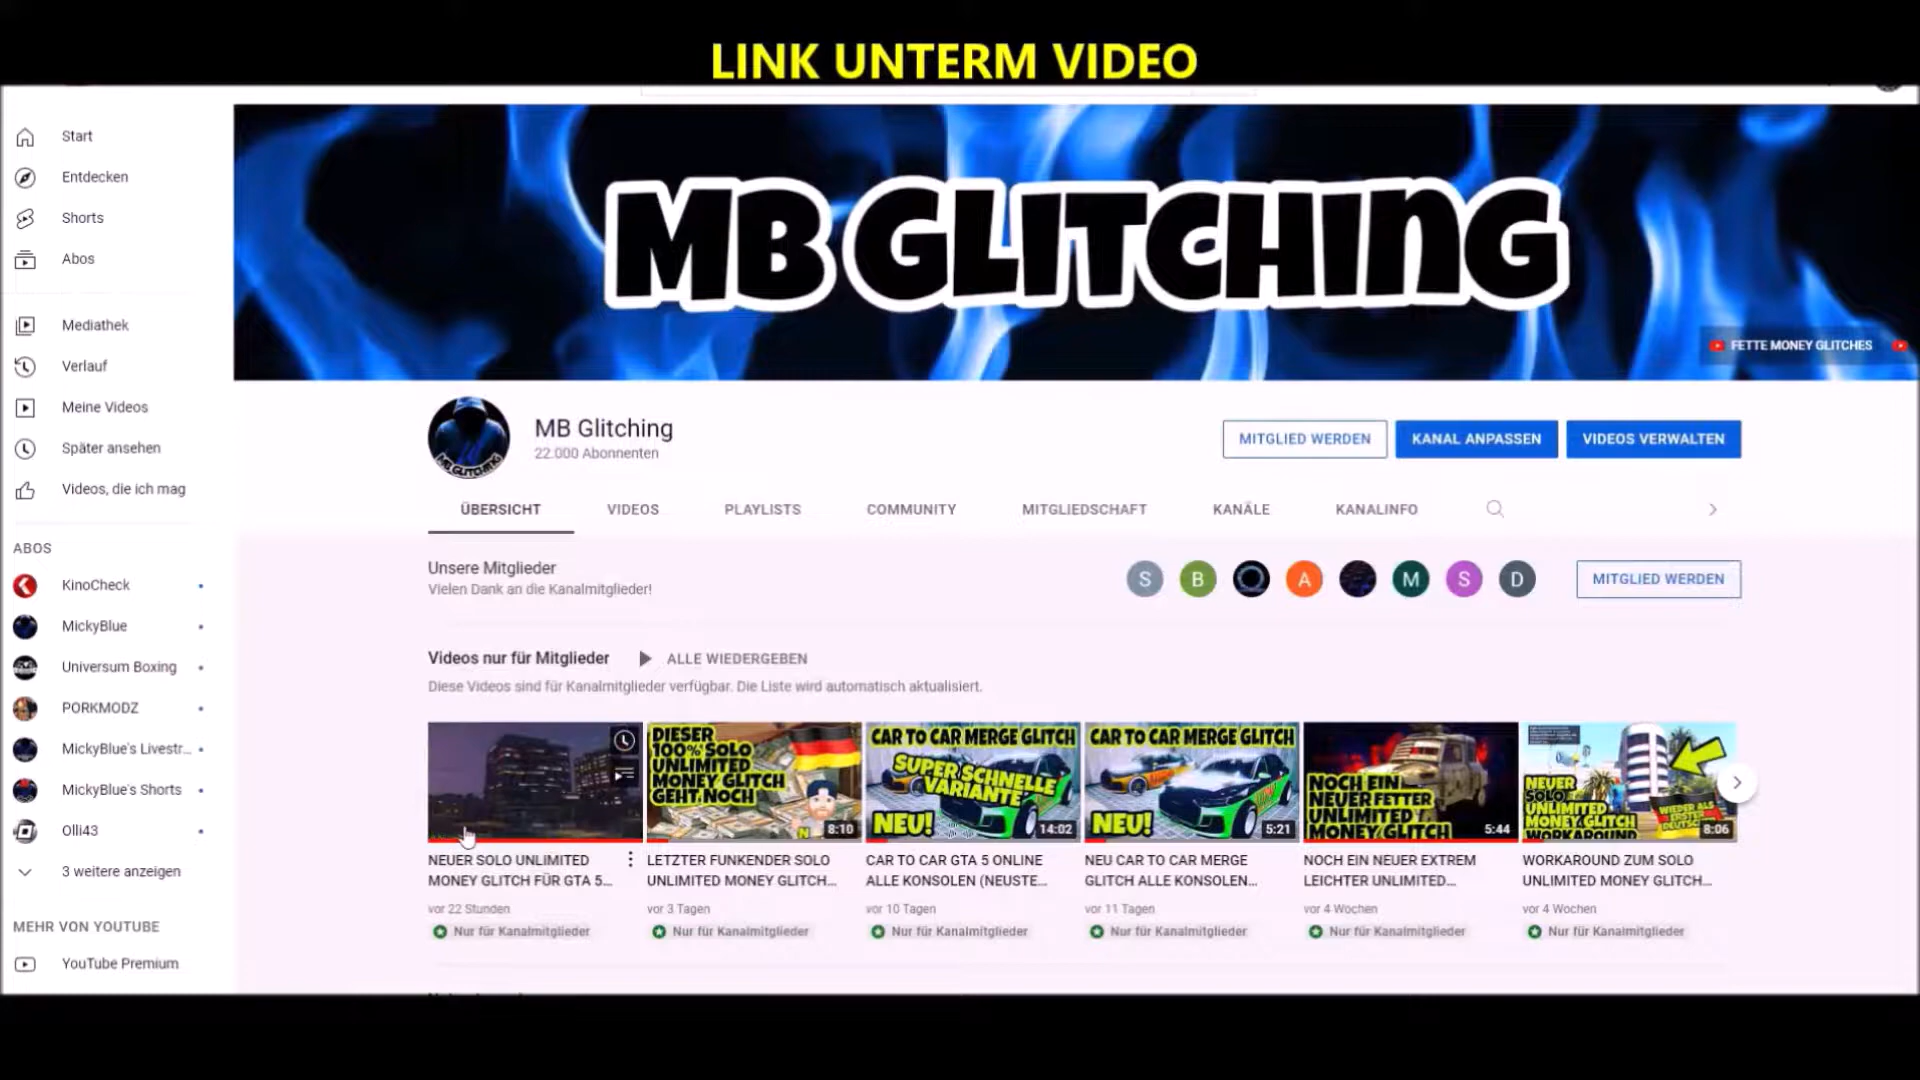 LINK UNTERM VIDEO
MB GLITCHING
FETTE MONEY GLITCHES
Start
Entdecken
Shorts
Abos
Mediathek
Verlauf
Meine Videos
Später ansehen
Videos, die ich mag
ABOS
KinoCheck
MickyBlue
Universum Boxing
PORKMODZ
MickyBlue's Livestr...
MickyBlue's Shorts
Olli43
3 weitere anzeigen
MEHR VON YOUTUBE
YouTube Premium
MB GLITCHING
MB Glitching
22.000 Abonnenten
MITGLIED WERDEN
KANAL ANPASSEN
VIDEOS VERWALTEN
ÜBERSICHT
VIDEOS
PLAYLISTS
COMMUNITY
MITGLIEDSCHAFT
KANÄLE
KANALINFO
Unsere Mitglieder
Vielen Dank an die Kanalmitglieder!
S
B
A
M
S
D
MITGLIED WERDEN
Videos nur für Mitglieder
ALLE WIEDERGEBEN
Diese Videos sind für Kanalmitglieder verfügbar. Die Liste wird automatisch aktualisiert.
NEUER SOLO UNLIMITED
MONEY GLITCH FÜR GTA 5...
vor 22 Stunden
Nur für Kanalmitglieder
DIESER
100% SOLO
UNLIMITED
MONEY GLITCH
GEHT NOCH
8:10
LETZTER FUNKENDER SOLO
UNLIMITED MONEY GLITCH...
vor 3 Tagen
Nur für Kanalmitglieder
CAR TO CAR MERGE GLITCH
SUPER SCHNELLE
VARIANTE
NEU!
14:02
CAR TO CAR GTA 5 ONLINE
ALLE KONSOLEN (NEUSTE...
vor 10 Tagen
Nur für Kanalmitglieder
CAR TO CAR MERGE GLITCH
NEU!
5:21
NEU CAR TO CAR MERGE
GLITCH ALLE KONSOLEN...
vor 11 Tagen
Nur für Kanalmitglieder
NOCH EIN
NEUER FETTER
UNLIMITED
MONEY GLITCH
5:44
NOCH EIN NEUER EXTREM
LEICHTER UNLIMITED...
vor 4 Wochen
Nur für Kanalmitglieder
NEUER
SOLO
UNLIMITED
MONEY GLITCH
WORKAROUND
WIEDER ALS
ERSTER
8:06
WORKAROUND ZUM SOLO
UNLIMITED MONEY GLITCH...
vor 4 Wochen
Nur für Kanalmitglieder